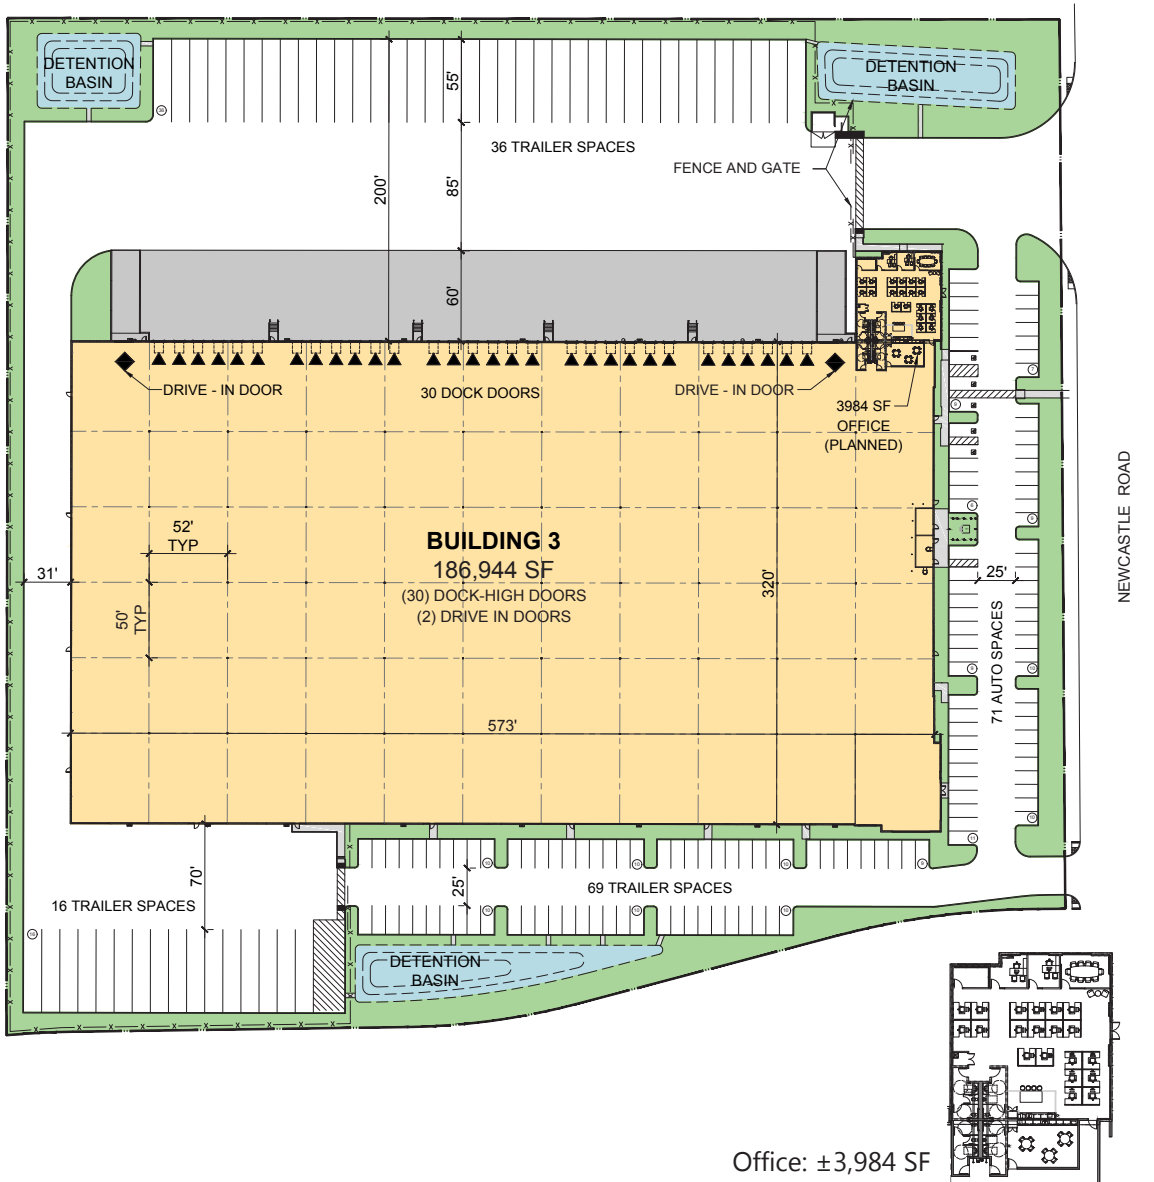 DETENTION
BASIN
DETENTION
BASIN
55'
36 TRAILER SPACES
FENCE AND GATE
200'
85'
60'
DRIVE - IN DOOR
30 DOCK DOORS
DRIVE - IN DOOR
3984 SF
OFFICE
(PLANNED)
NEWCASTLE ROAD
52'
TYP
BUILDING 3
186,944 SF
(30) DOCK-HIGH DOORS
(2) DRIVE IN DOORS
31'
50'
TYP
320'
25'
71 AUTO SPACES
573'
70'
25'
69 TRAILER SPACES
16 TRAILER SPACES
DETENTION
BASIN
Office: ±3,984 SF